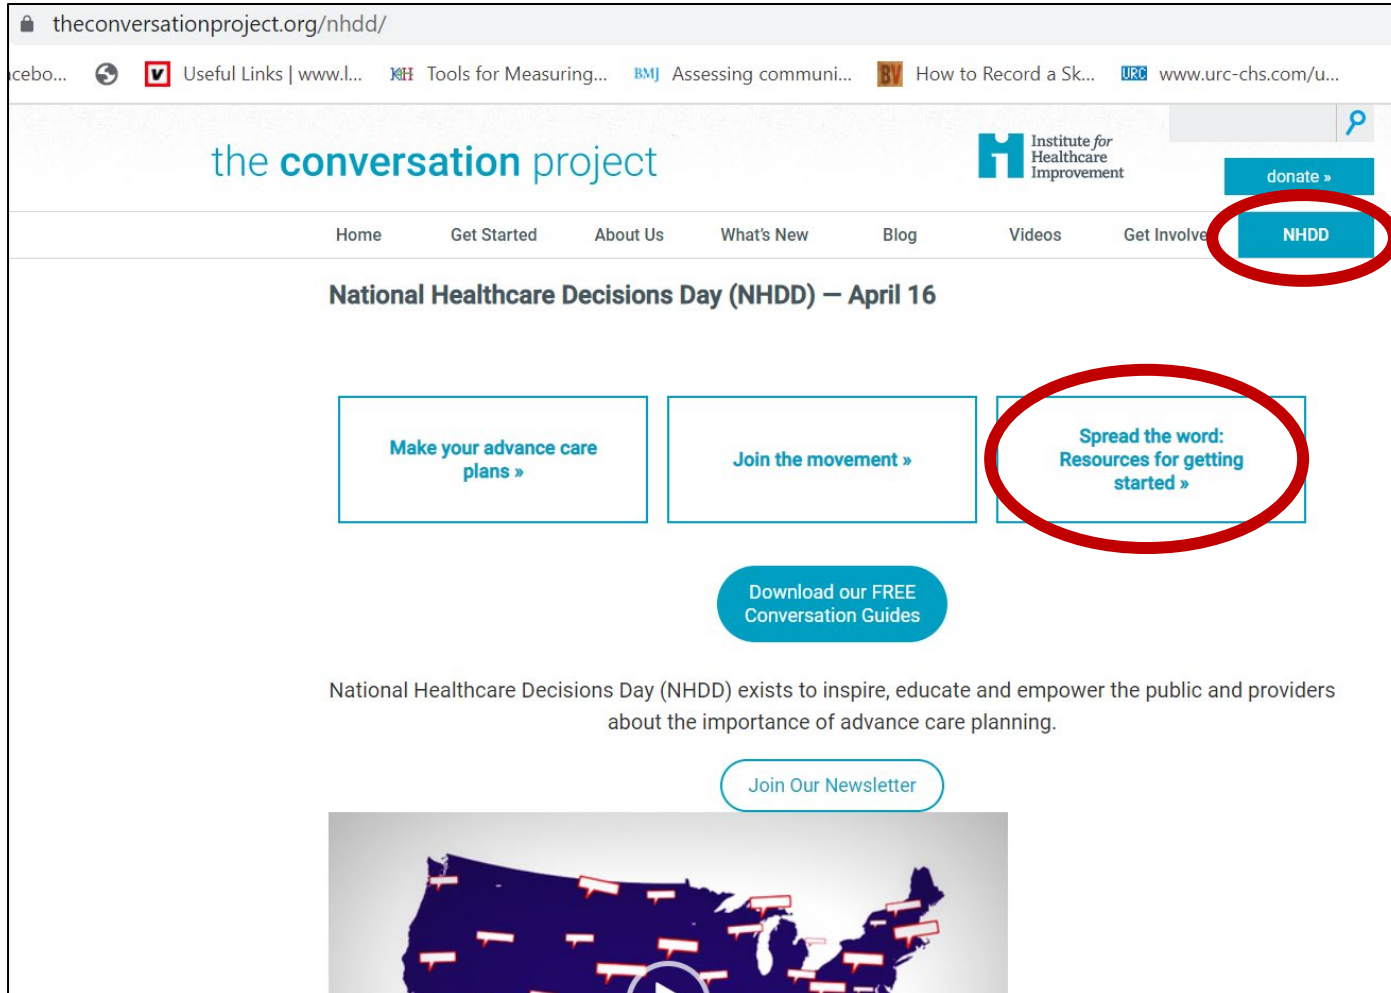 theconversationproject.org/nhdd/
cebo... Useful Links | www.l... Tools for Measuring... BMJ Assessing communi... BV How to Record a Sk... URC www.urc-chs.com/u...
the conversation project
Institute for
Healthcare
Improvement
donate »
Home Get Started About Us What's New Blog Videos Get Involve NHDD
National Healthcare Decisions Day (NHDD) — April 16
Make your advance care
plans »
Join the movement »
Spread the word:
Resources for getting
started »
Download our FREE
Conversation Guides
National Healthcare Decisions Day (NHDD) exists to inspire, educate and empower the public and providers
about the importance of advance care planning.
Join Our Newsletter